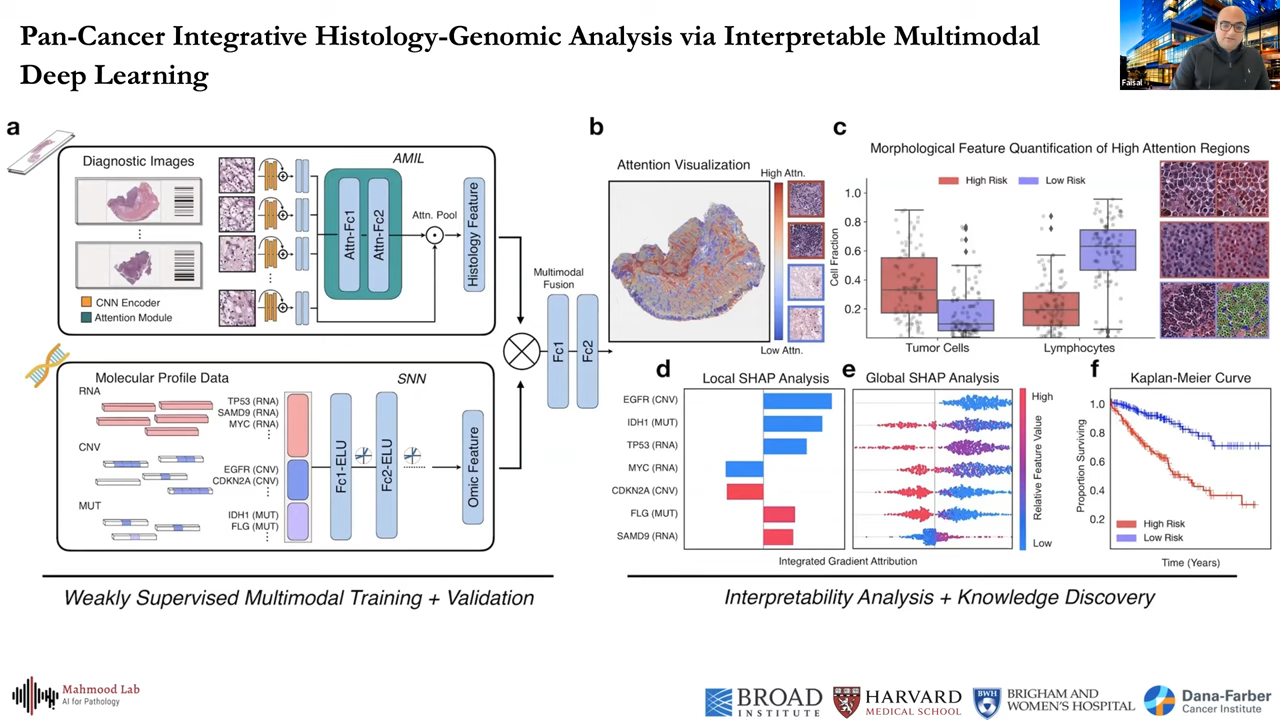 Pan-Cancer Integrative Histology-Genomic Analysis via Interpretable Multimodal
Deep Learning
Faisal
a
Diagnostic Images
CNN Encoder
Attention Module
AMIL
Attn-Fc1
Attn-Fc2
Attn. Pool
Histology Feature
Molecular Profile Data
SNN
RNA
TP53 (RNA)
SAMD9 (RNA)
MYC (RNA)
CNV
EGFR (CNV)
CDKN2A (CNV)
MUT
IDH1 (MUT)
FLG (MUT)
Fc1-ELU
Fc2-ELU
Omic Feature
Multimodal
Fusion
Fc1
Fc2
b
Attention Visualization
High Attn.
Low Attn.
c
Morphological Feature Quantification of High Attention Regions
High Risk
Low Risk
Cell Fraction
1.0
0.8
0.6
0.4
0.2
Tumor Cells
Lymphocytes
d
Local SHAP Analysis
EGFR (CNV)
IDH1 (MUT)
TP53 (RNA)
MYC (RNA)
CDKN2A (CNV)
FLG (MUT)
SAMD9 (RNA)
e
Global SHAP Analysis
High
Relative Feature Value
Low
Integrated Gradient Attribution
f
Kaplan-Meier Curve
Proportion Surviving
1.0
0.8
0.6
0.4
0.2
High Risk
Low Risk
Time (Years)
Weakly Supervised Multimodal Training + Validation
Interpretability Analysis + Knowledge Discovery
Mahmood Lab
AI for Pathology
BROAD
INSTITUTE
HARVARD
MEDICAL SCHOOL
BWH
BRIGHAM AND
WOMEN'S HOSPITAL
Dana-Farber
Cancer Institute